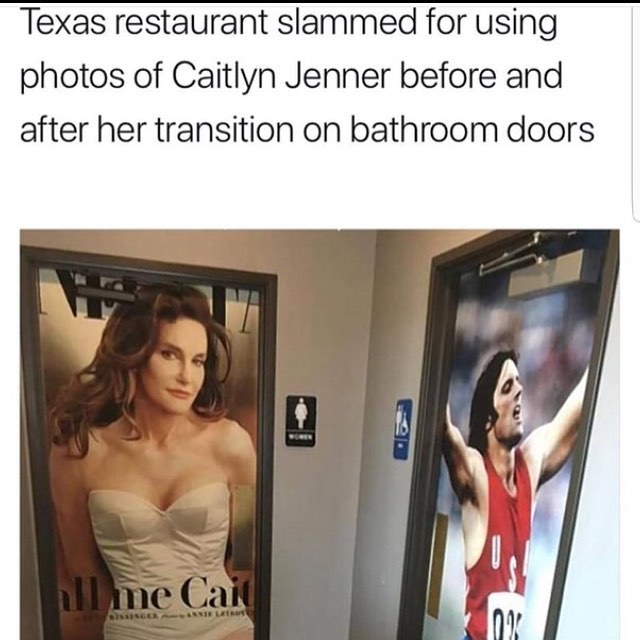 Texas restaurant slammed for using
photos of Caitlyn Jenner before and
after her transition on bathroom doors
all me Cait
WOMEN
US